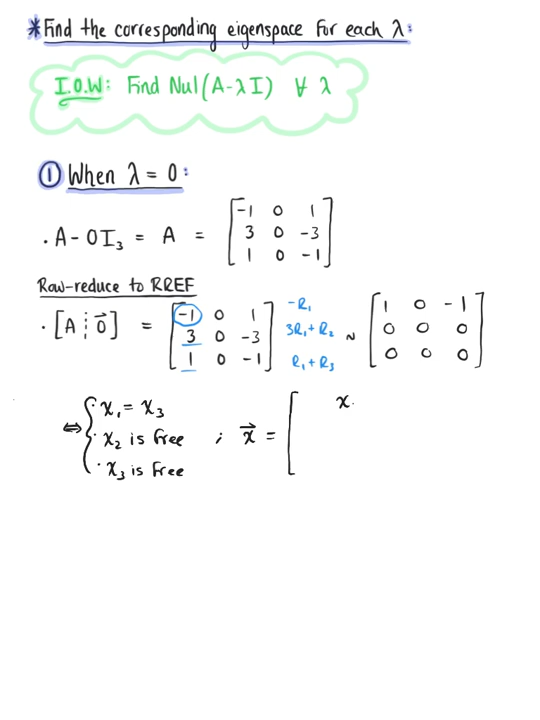 *Find the corresponding eigenspace for each λ:
I.O.W: Find Nul(A-λI) ∀ λ
① When λ = 0:
· A - 0I₃ = A = [-1 0 1; 3 0 -3; 1 0 -1]
Row-reduce to RREF
· [A ⋮ 0⃗] = [-1 0 1; 3 0 -3; 1 0 -1] -R₁ 3R₁+R₂ R₁+R₃ ~ [1 0 -1; 0 0 0; 0 0 0]
⇔ { · x₁ = x₃
· x₂ is free ; x⃗ = [ x
· x₃ is free